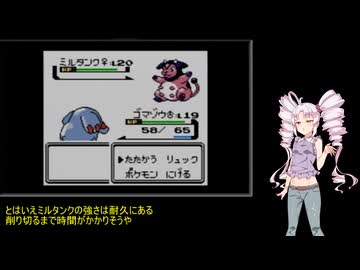 ミルタンク♀L20
HP
ゴマゾウ♂L19
HP
58/ 65
▶たたかう リュック
ポケモン にげる
とはいえミルタンクの強さは耐久にある
削り切るまで時間がかかりそうや